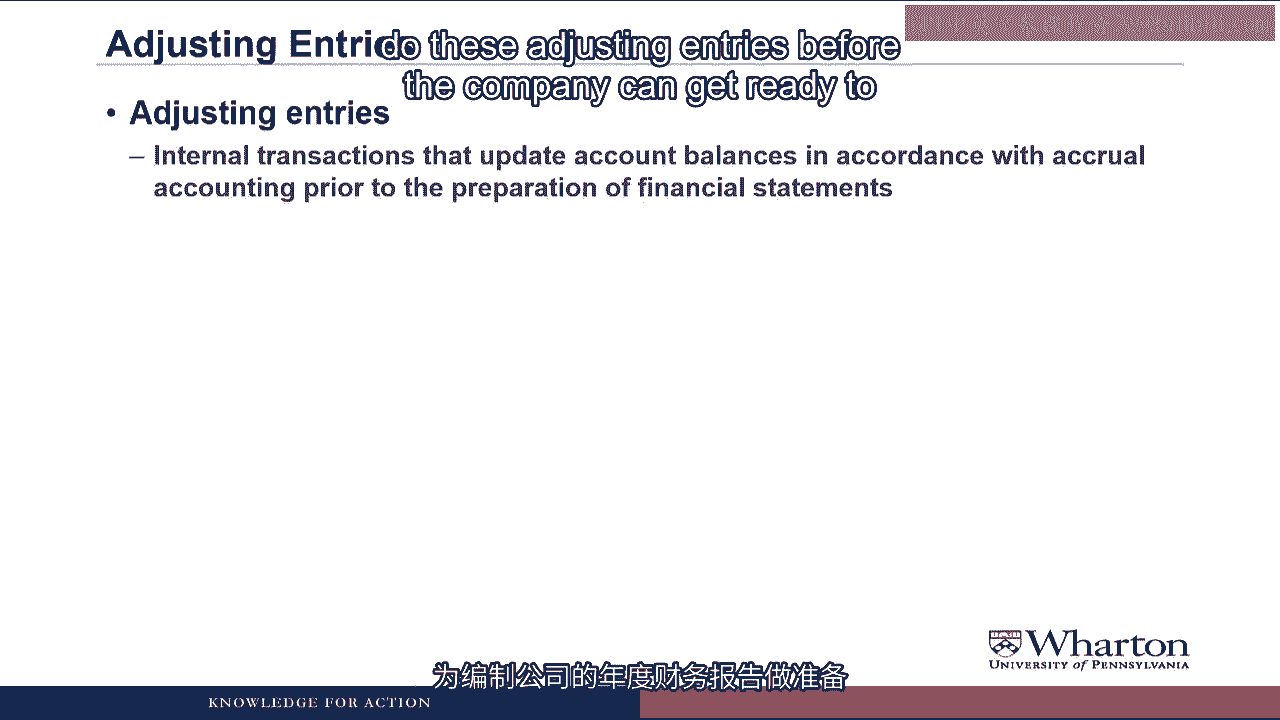 Adjusting Entries
do these adjusting entries before
the company can get ready to
• Adjusting entries
– Internal transactions that update account balances in accordance with accrual
accounting prior to the preparation of financial statements
Wharton
UNIVERSITY of PENNSYLVANIA
为编制公司的年度财务报告做准备
KNOWLEDGE FOR ACTION